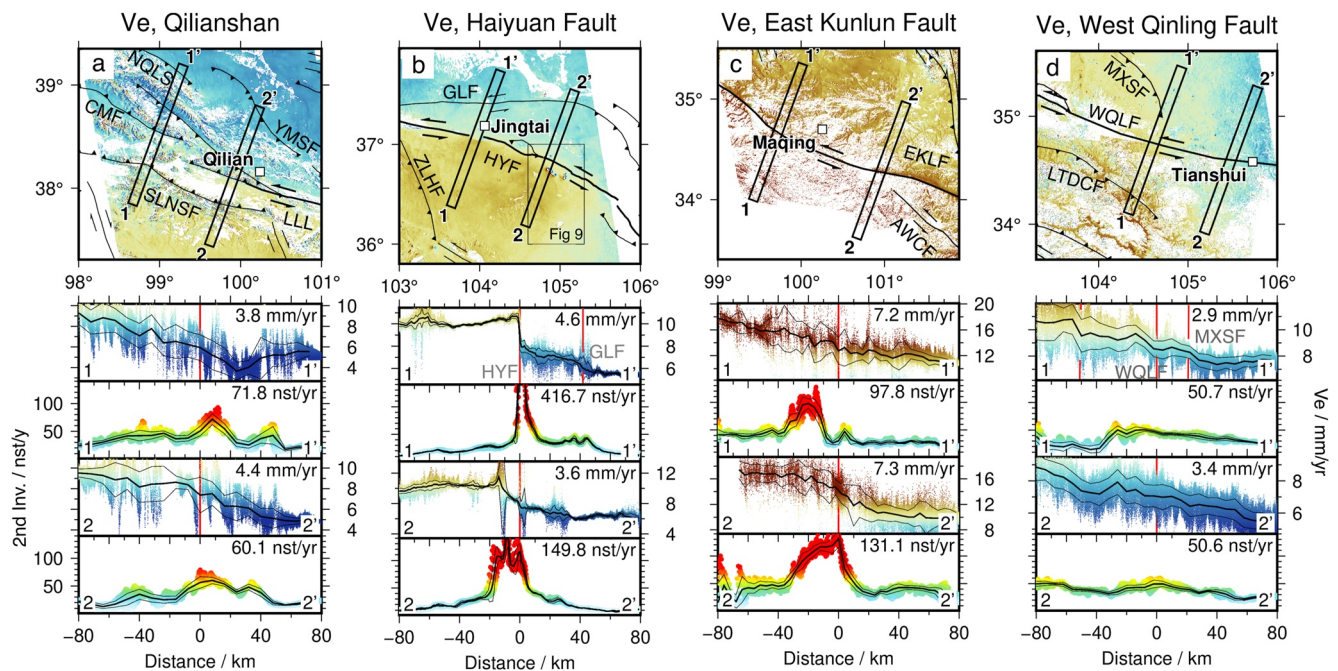 Ve, Qilianshan
Ve, Haiyuan Fault
Ve, East Kunlun Fault
Ve, West Qinling Fault
a
1'
NQLS
2'
CMF
YMSF
Qilian
1
SLNSF
LLL
2
39°
38°
98°
99°
100°
101°
b
1'
GLF
2'
Jingtai
HYF
ZLHF
1
2
Fig 9
37°
36°
103°
104°
105°
106°
c
1'
2'
Maqing
EKLF
1
AWCF
2
35°
34°
99°
100°
101°
d
1'
MXSF
2'
WQLF
Tianshui
LTDCF
1
2
35°
34°
104°
105°
106°
3.8 mm/yr
1
1'
10
8
6
4
4.6 mm/yr
GLF
HYF
1
1'
10
8
6
7.2 mm/yr
1
1'
20
16
12
2.9 mm/yr
MXSF
WQLF
1
1'
10
8
71.8 nst/yr
100
50
1
1'
416.7 nst/yr
1
1'
97.8 nst/yr
1
1'
50.7 nst/yr
1
1'
2nd Inv. / nst/y
Ve / mm/yr
4.4 mm/yr
2
2'
10
8
6
4
3.6 mm/yr
2
2'
12
8
4
7.3 mm/yr
2
2'
16
12
8
3.4 mm/yr
2
2'
8
6
60.1 nst/yr
100
50
2
2'
149.8 nst/yr
2
2'
131.1 nst/yr
2
2'
50.6 nst/yr
2
2'
−80 −40 0 40 80
−80 −40 0 40 80
−80 −40 0 40 80
−80 −40 0 40 80
Distance / km
Distance / km
Distance / km
Distance / km